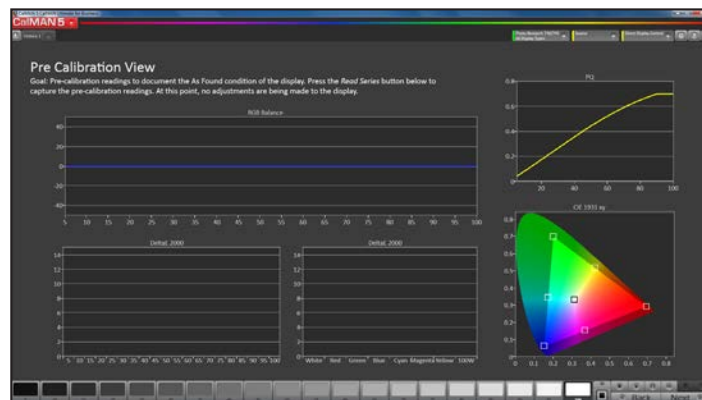 CalMAN 5
History 1
Source
Direct Display Control
Pre Calibration View
Goal: Pre-calibration readings to document the As Found condition of the display. Press the Read Series button below to
capture the pre-calibration readings. At this point, no adjustments are being made to the display.
RGB Balance
40
20
0
-20
-40
5 10 15 20 25 30 35 40 45 50 55 60 65 70 75 80 85 90 95 100
PQ
0.8
0.6
0.4
0.2
0
20 40 60 80 100
DeltaE 2000
14
12
10
8
6
4
2
0
5 10 15 20 25 30 35 40 45 50 55 60 65 70 75 80 85 90 95 100
DeltaE 2000
14
12
10
8
6
4
2
0
White Red Green Blue Cyan Magenta Yellow 100W
CIE 1931 xy
0.8
0.7
0.6
0.5
0.4
0.3
0.2
0.1
0
0 0.1 0.2 0.3 0.4 0.5 0.6 0.7 0.8
Back Next